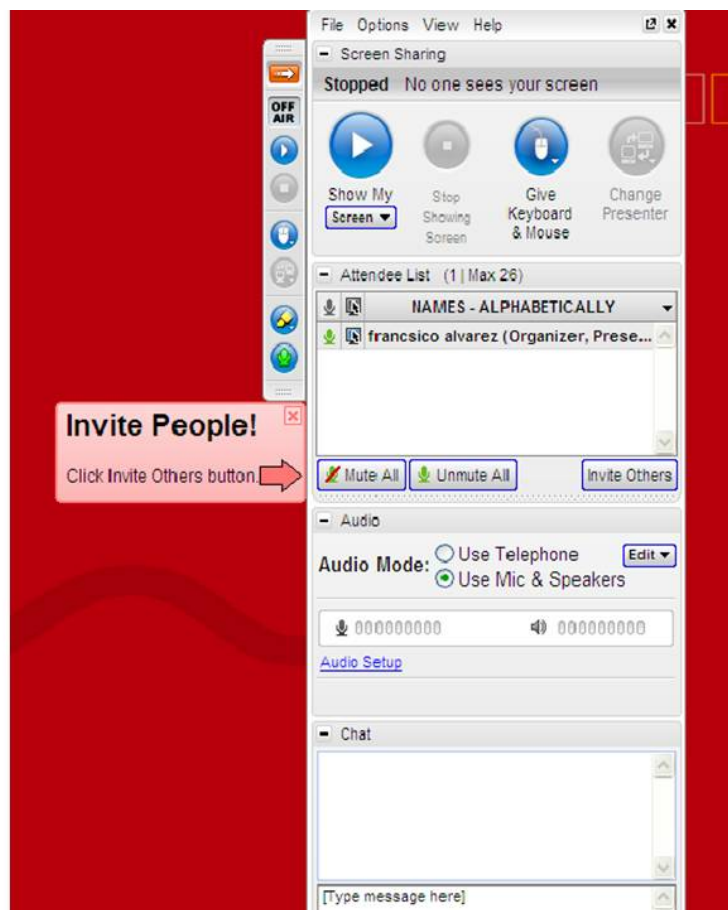 File Options View Help
Screen Sharing
Stopped No one sees your screen
OFF
AIR
Show My
Screen
Stop
Showing
Screen
Give
Keyboard
& Mouse
Change
Presenter
Attendee List (1 | Max 26)
NAMES - ALPHABETICALLY
francsico alvarez (Organizer, Prese...
Invite People!
Click Invite Others button.
Mute All
Unmute All
Invite Others
Audio
Audio Mode:
Use Telephone
Edit
Use Mic & Speakers
000000000
000000000
Audio Setup
Chat
[Type message here]